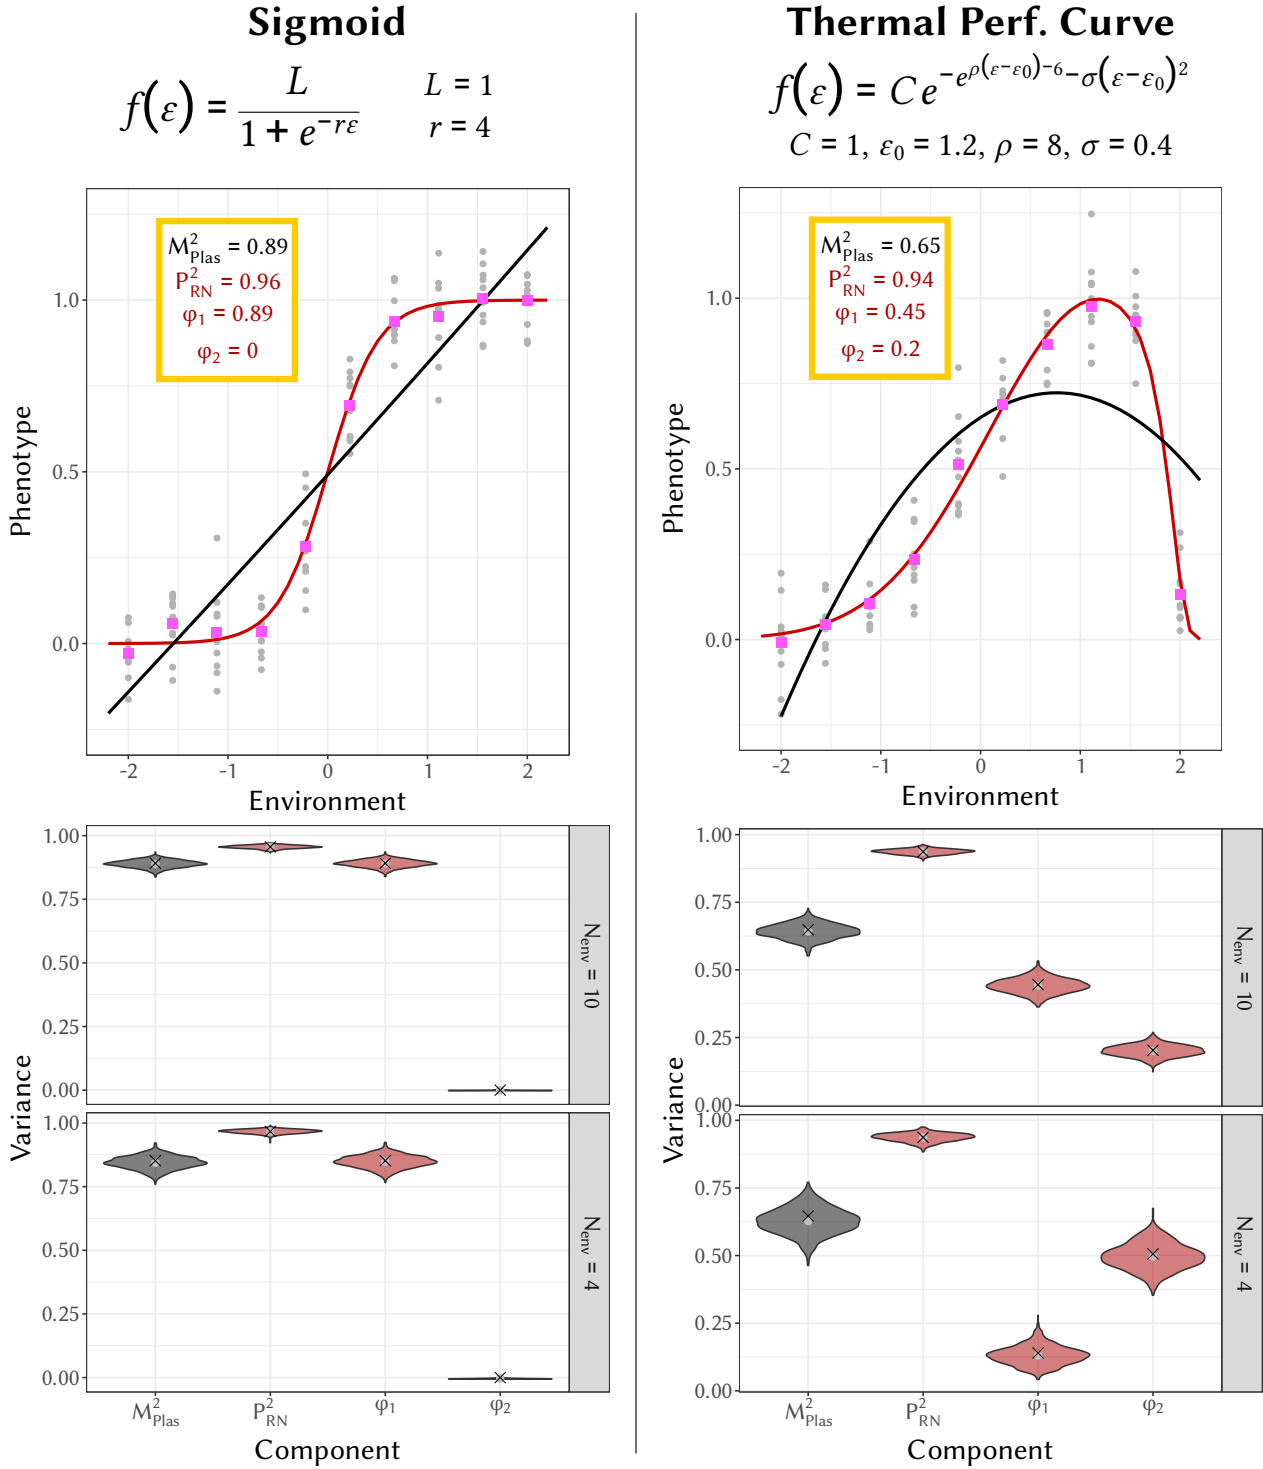 Sigmoid
f(ε) = L / (1 + e^{−rε})
L = 1
r = 4
M²Plas = 0.89
P²RN = 0.96
φ₁ = 0.89
φ₂ = 0
Phenotype
1.0
0.5
0.0
-2 -1 0 1 2
Environment
1.00
0.75
0.50
0.25
0.00
Nenv = 10
1.00
0.75
0.50
0.25
0.00
Nenv = 4
Variance
M²Plas P²RN φ₁ φ₂
Component
Thermal Perf. Curve
f(ε) = Ce^{−e^{ρ(ε−ε₀)−6}−σ(ε−ε₀)²}
C = 1, ε₀ = 1.2, ρ = 8, σ = 0.4
M²Plas = 0.65
P²RN = 0.94
φ₁ = 0.45
φ₂ = 0.2
Phenotype
1.0
0.5
0.0
-2 -1 0 1 2
Environment
1.00
0.75
0.50
0.25
0.00
Nenv = 10
1.00
0.75
0.50
0.25
0.00
Nenv = 4
Variance
M²Plas P²RN φ₁ φ₂
Component